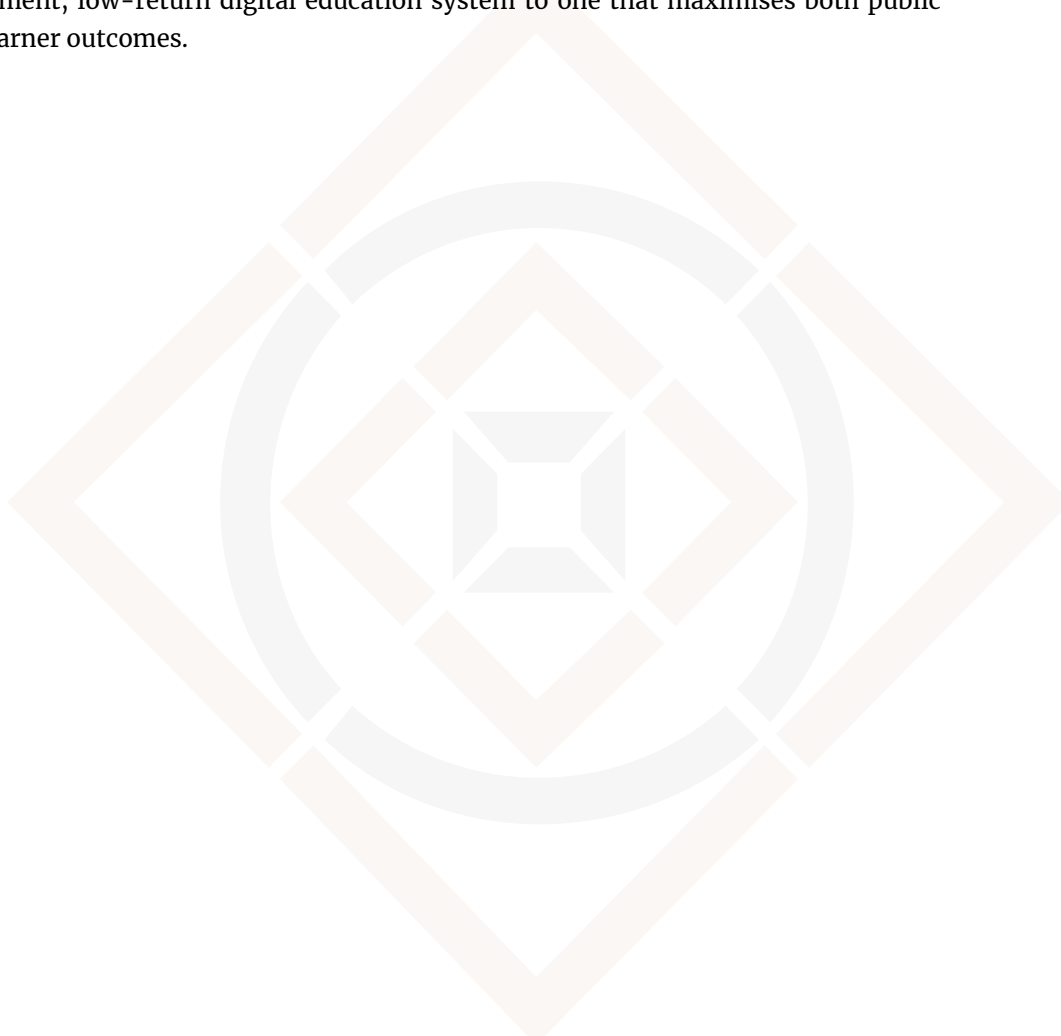 ment, low-return digital education system to one that maximises both public
arner outcomes.